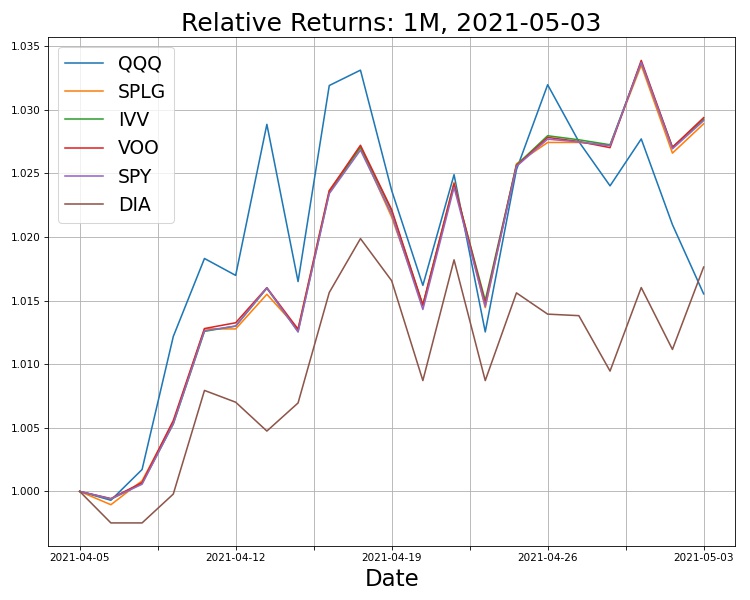 Relative Returns: 1M, 2021-05-03
1.035
1.030
1.025
1.020
1.015
1.010
1.005
1.000
QQQ
SPLG
IVV
VOO
SPY
DIA
2021-04-05
2021-04-12
2021-04-19
2021-04-26
2021-05-03
Date